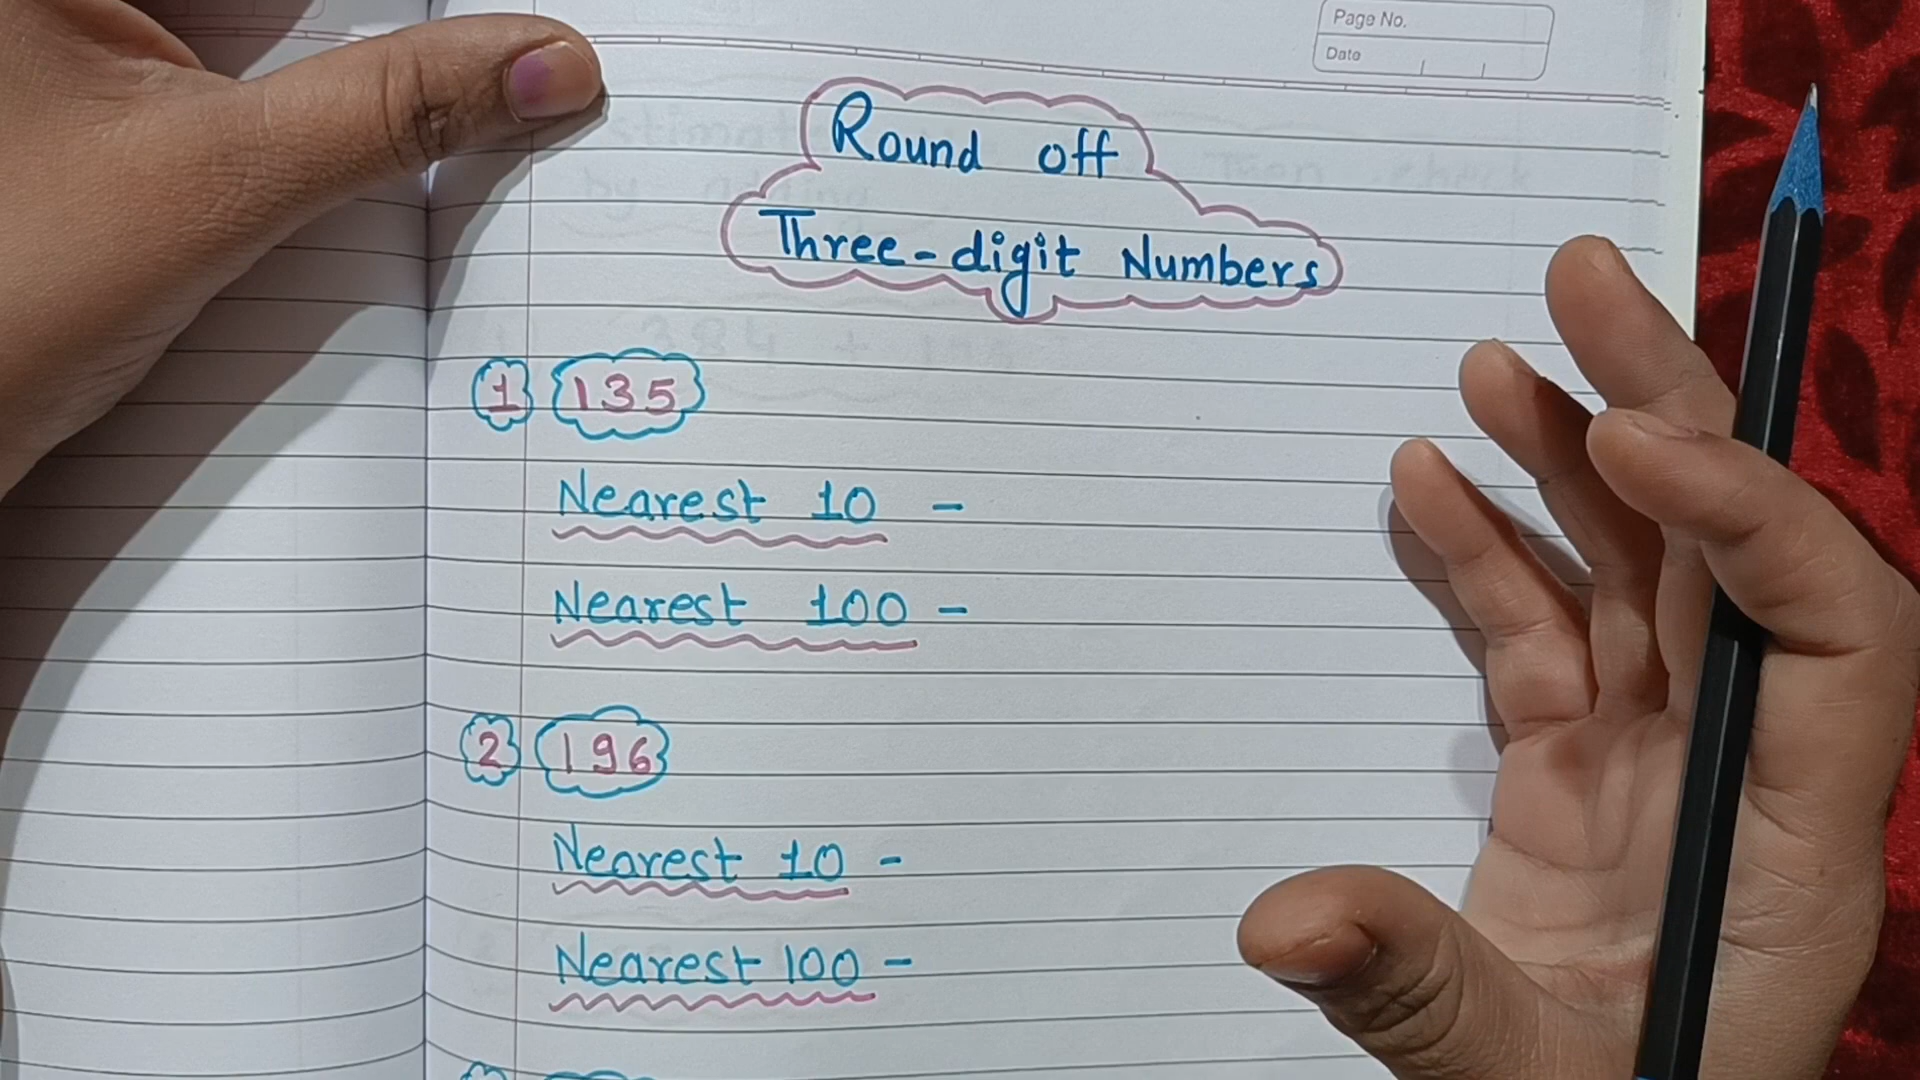 Page No.
Date
Round off
Three-digit Numbers
1 135
Nearest 10 -
Nearest 100 -
2 196
Nearest 10 -
Nearest 100 -